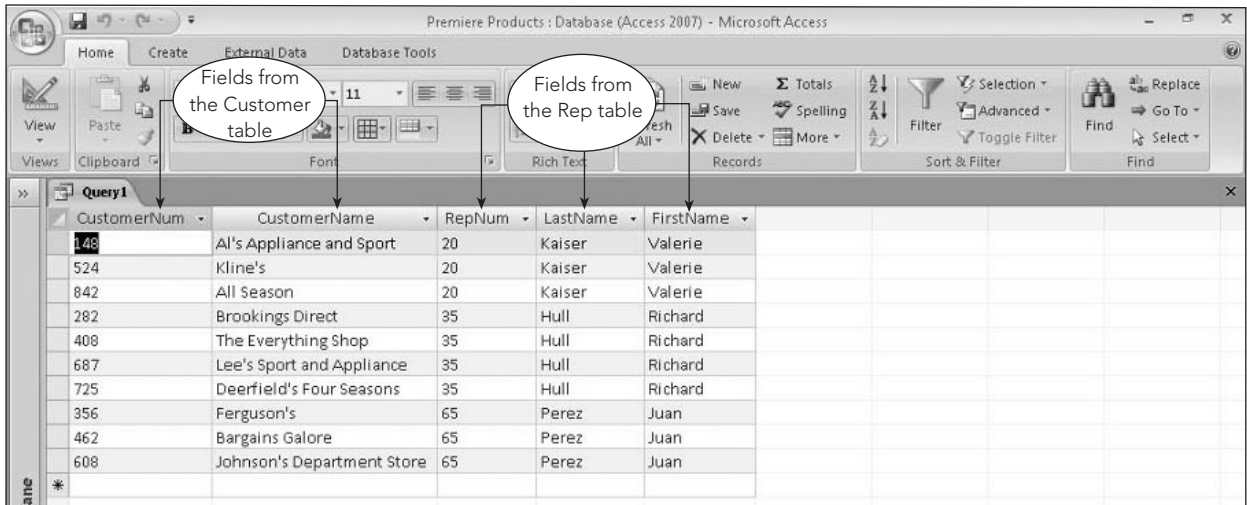 Premiere Products : Database (Access 2007) - Microsoft Access
Home Create External Data Database Tools
Fields from the Customer table
Fields from the Rep table
View
Paste
B
11
All
New
Save
Delete
Totals
Spelling
More
Filter
Selection
Advanced
Toggle Filter
Find
Replace
Go To
Select
Views Clipboard Font Rich Text Records Sort & Filter Find
Query1
CustomerNum CustomerName RepNum LastName FirstName
148 Al's Appliance and Sport 20 Kaiser Valerie
524 Kline's 20 Kaiser Valerie
842 All Season 20 Kaiser Valerie
282 Brookings Direct 35 Hull Richard
408 The Everything Shop 35 Hull Richard
687 Lee's Sport and Appliance 35 Hull Richard
725 Deerfield's Four Seasons 35 Hull Richard
356 Ferguson's 65 Perez Juan
462 Bargains Galore 65 Perez Juan
608 Johnson's Department Store 65 Perez Juan